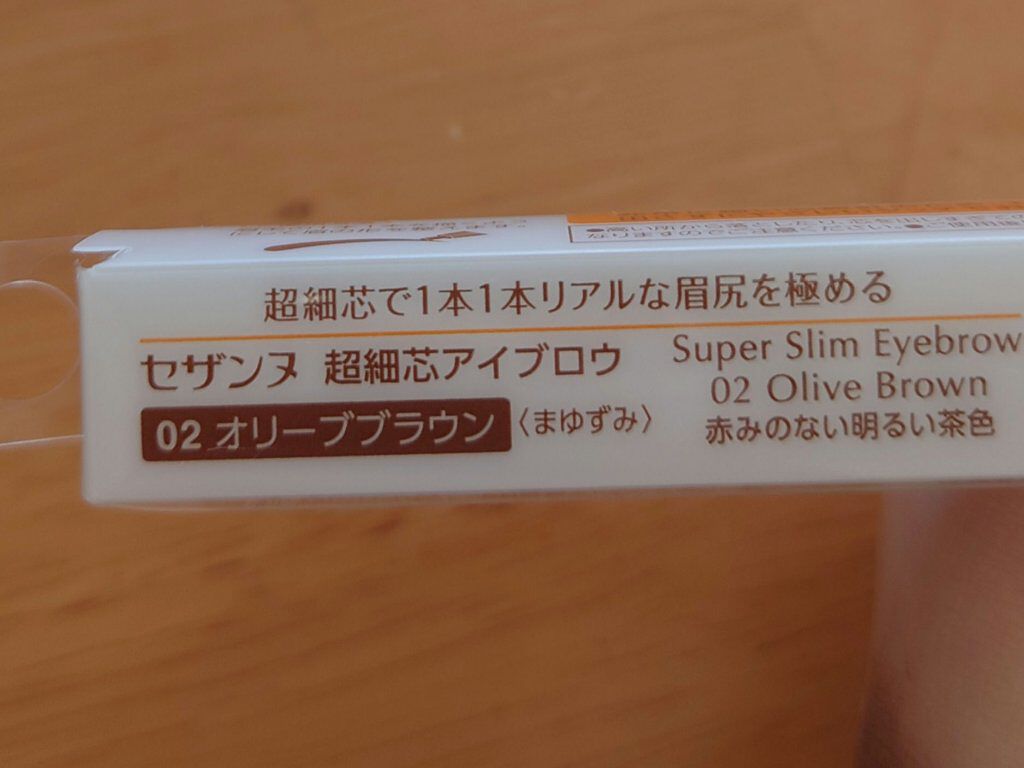 超細芯で1本1本リアルな眉尻を極める
セザンヌ 超細芯アイブロウ
02 オリーブブラウン 〈まゆずみ〉
Super Slim Eyebrow
02 Olive Brown
赤みのない明るい茶色